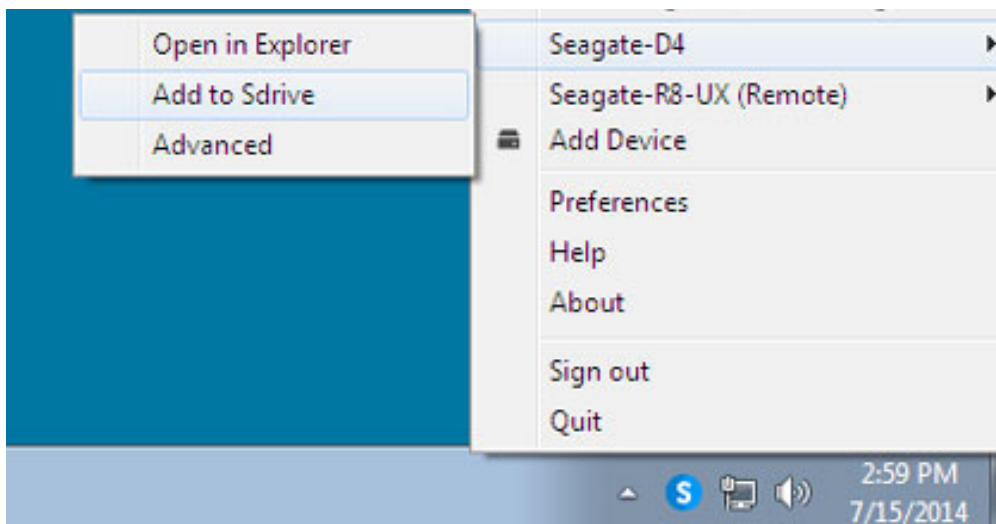 Open in Explorer
Add to Sdrive
Advanced
Seagate-D4
Seagate-R8-UX (Remote)
Add Device
Preferences
Help
About
Sign out
Quit
S
2:59 PM
7/15/2014